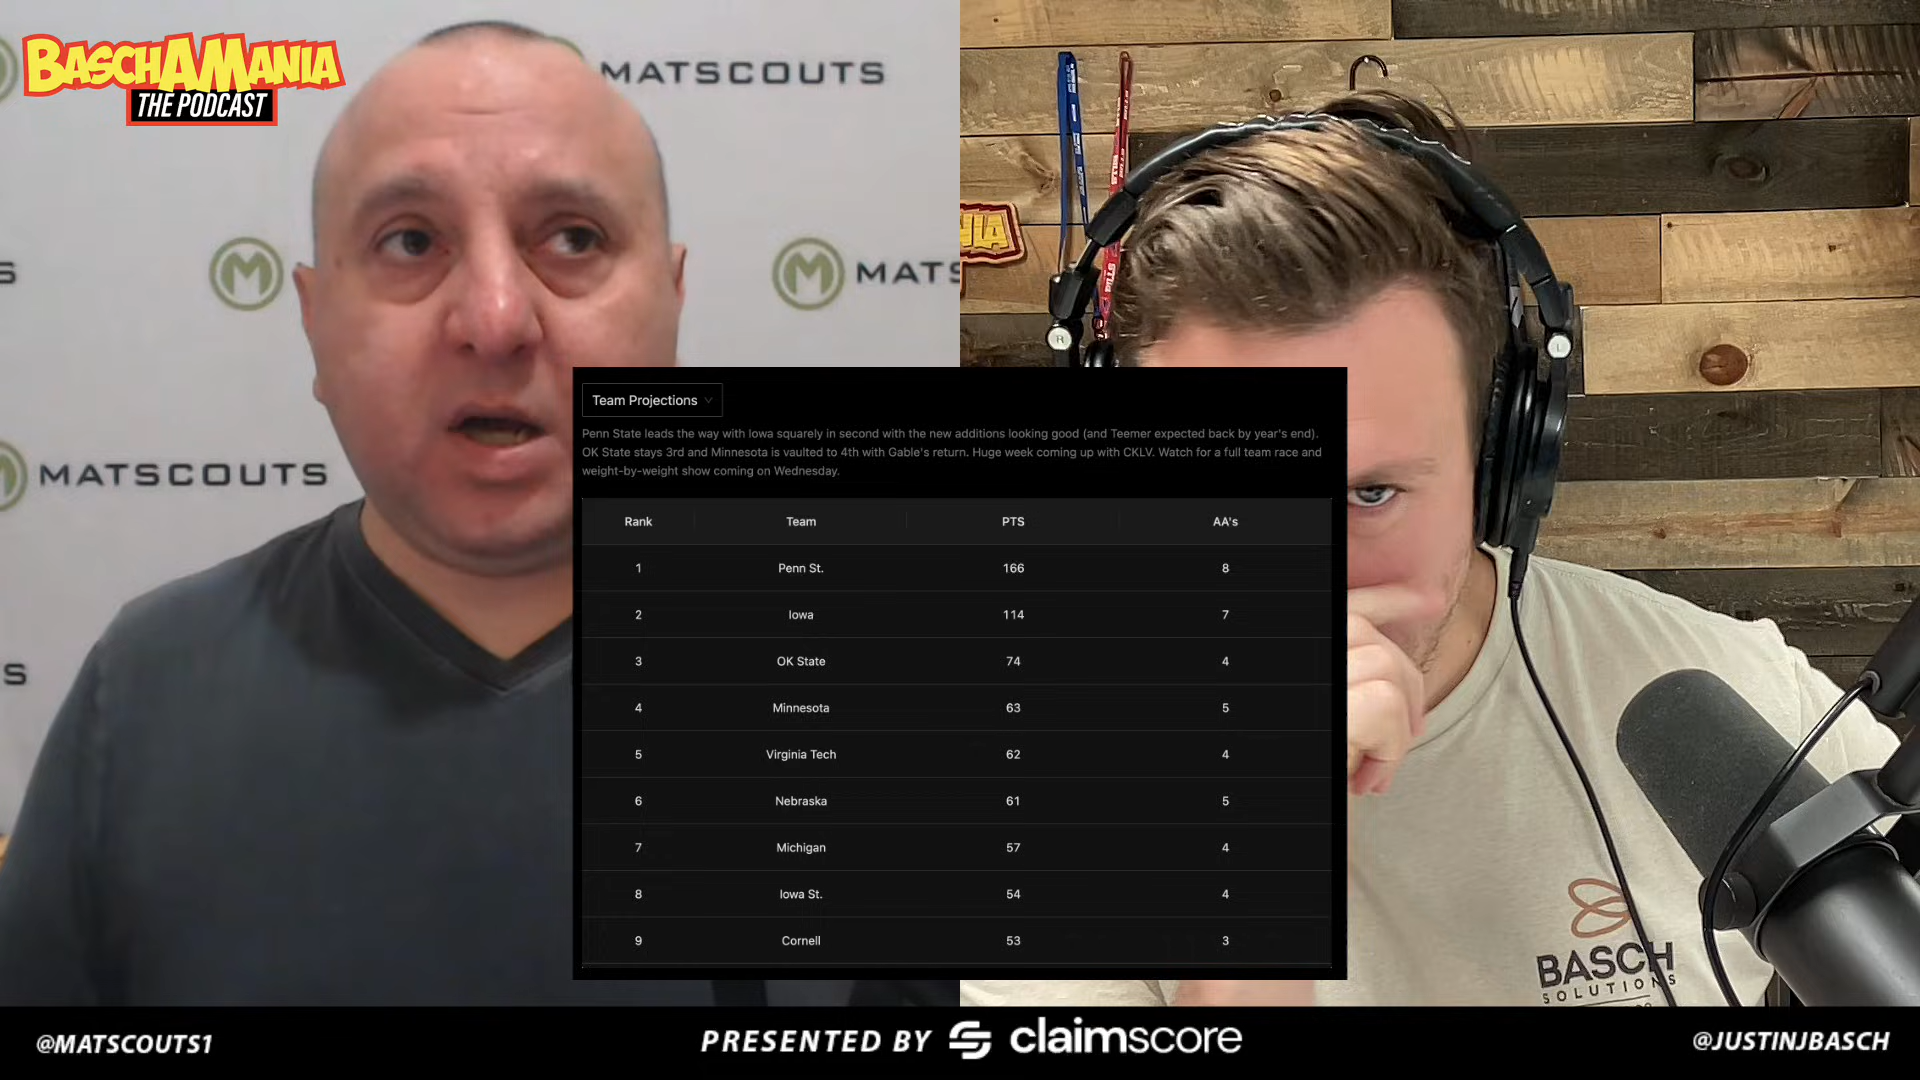 BASCHAMANIA
THE PODCAST
MATSCOUTS
MATS
MATSCOUTS
Team Projections
Penn State leads the way with Iowa squarely in second with the new additions looking good (and Teemer expected back by year's end).
OK State stays 3rd and Minnesota is vaulted to 4th with Gable's return. Huge week coming up with CKLV. Watch for a full team race and
weight-by-weight show coming on Wednesday.
Rank Team PTS AA's
1 Penn St. 166 8
2 Iowa 114 7
3 OK State 74 4
4 Minnesota 63 5
5 Virginia Tech 62 4
6 Nebraska 61 5
7 Michigan 57 4
8 Iowa St. 54 4
9 Cornell 53 3
R
L
BASCH
SOLUTIONS
@MATSCOUTS1
PRESENTED BY claimscore
@JUSTINJBASCH